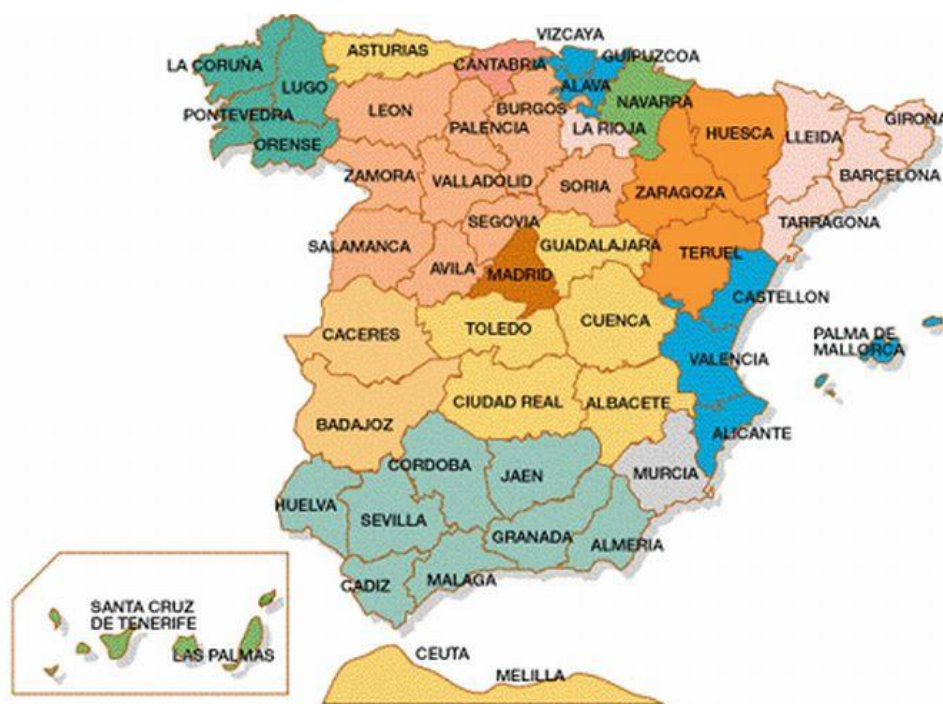 VIZCAYA
ASTURIAS
GUIPUZCOA
LA CORUÑA
CANTABRIA
LUGO
ALAVA
NAVARRA
LEON
BURGOS
PONTEVEDRA
PALENCIA
LA RIOJA
HUESCA
LLEIDA
GIRONA
ORENSE
ZAMORA
VALLADOLID
SORIA
ZARAGOZA
BARCELONA
SEGOVIA
TARRAGONA
SALAMANCA
GUADALAJARA
AVILA
MADRID
TERUEL
CASTELLON
CACERES
TOLEDO
CUENCA
PALMA DE
MALLORCA
VALENCIA
CIUDAD REAL
ALBACETE
BADAJOZ
ALICANTE
CORDOBA
JAEN
MURCIA
HUELVA
SEVILLA
GRANADA
ALMERIA
CADIZ
MALAGA
SANTA CRUZ
DE TENERIFE
LAS PALMAS
CEUTA
MELILLA